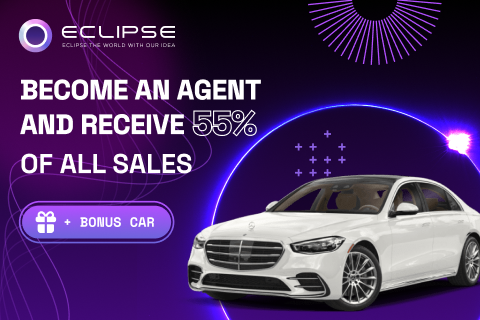 ECLIPSE
ECLIPSE THE WORLD WITH OUR IDEA
BECOME AN AGENT
AND RECEIVE 55%
OF ALL SALES
+ BONUS CAR